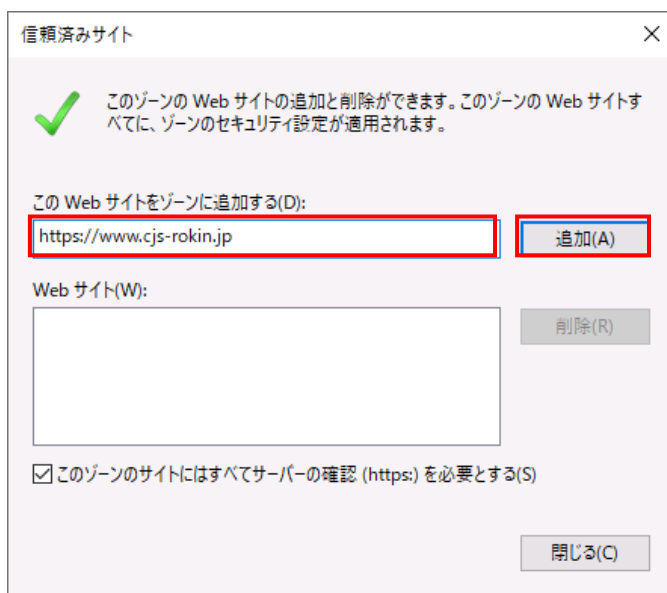 信頼済みサイト
このゾーンの Web サイトの追加と削除ができます。このゾーンの Web サイトす
べてに、ゾーンのセキュリティ設定が適用されます。
この Web サイトをゾーンに追加する(D):
https://www.cjs-rokin.jp
追加(A)
Web サイト(W):
削除(R)
このゾーンのサイトにはすべてサーバーの確認 (https:) を必要とする(S)
閉じる(C)